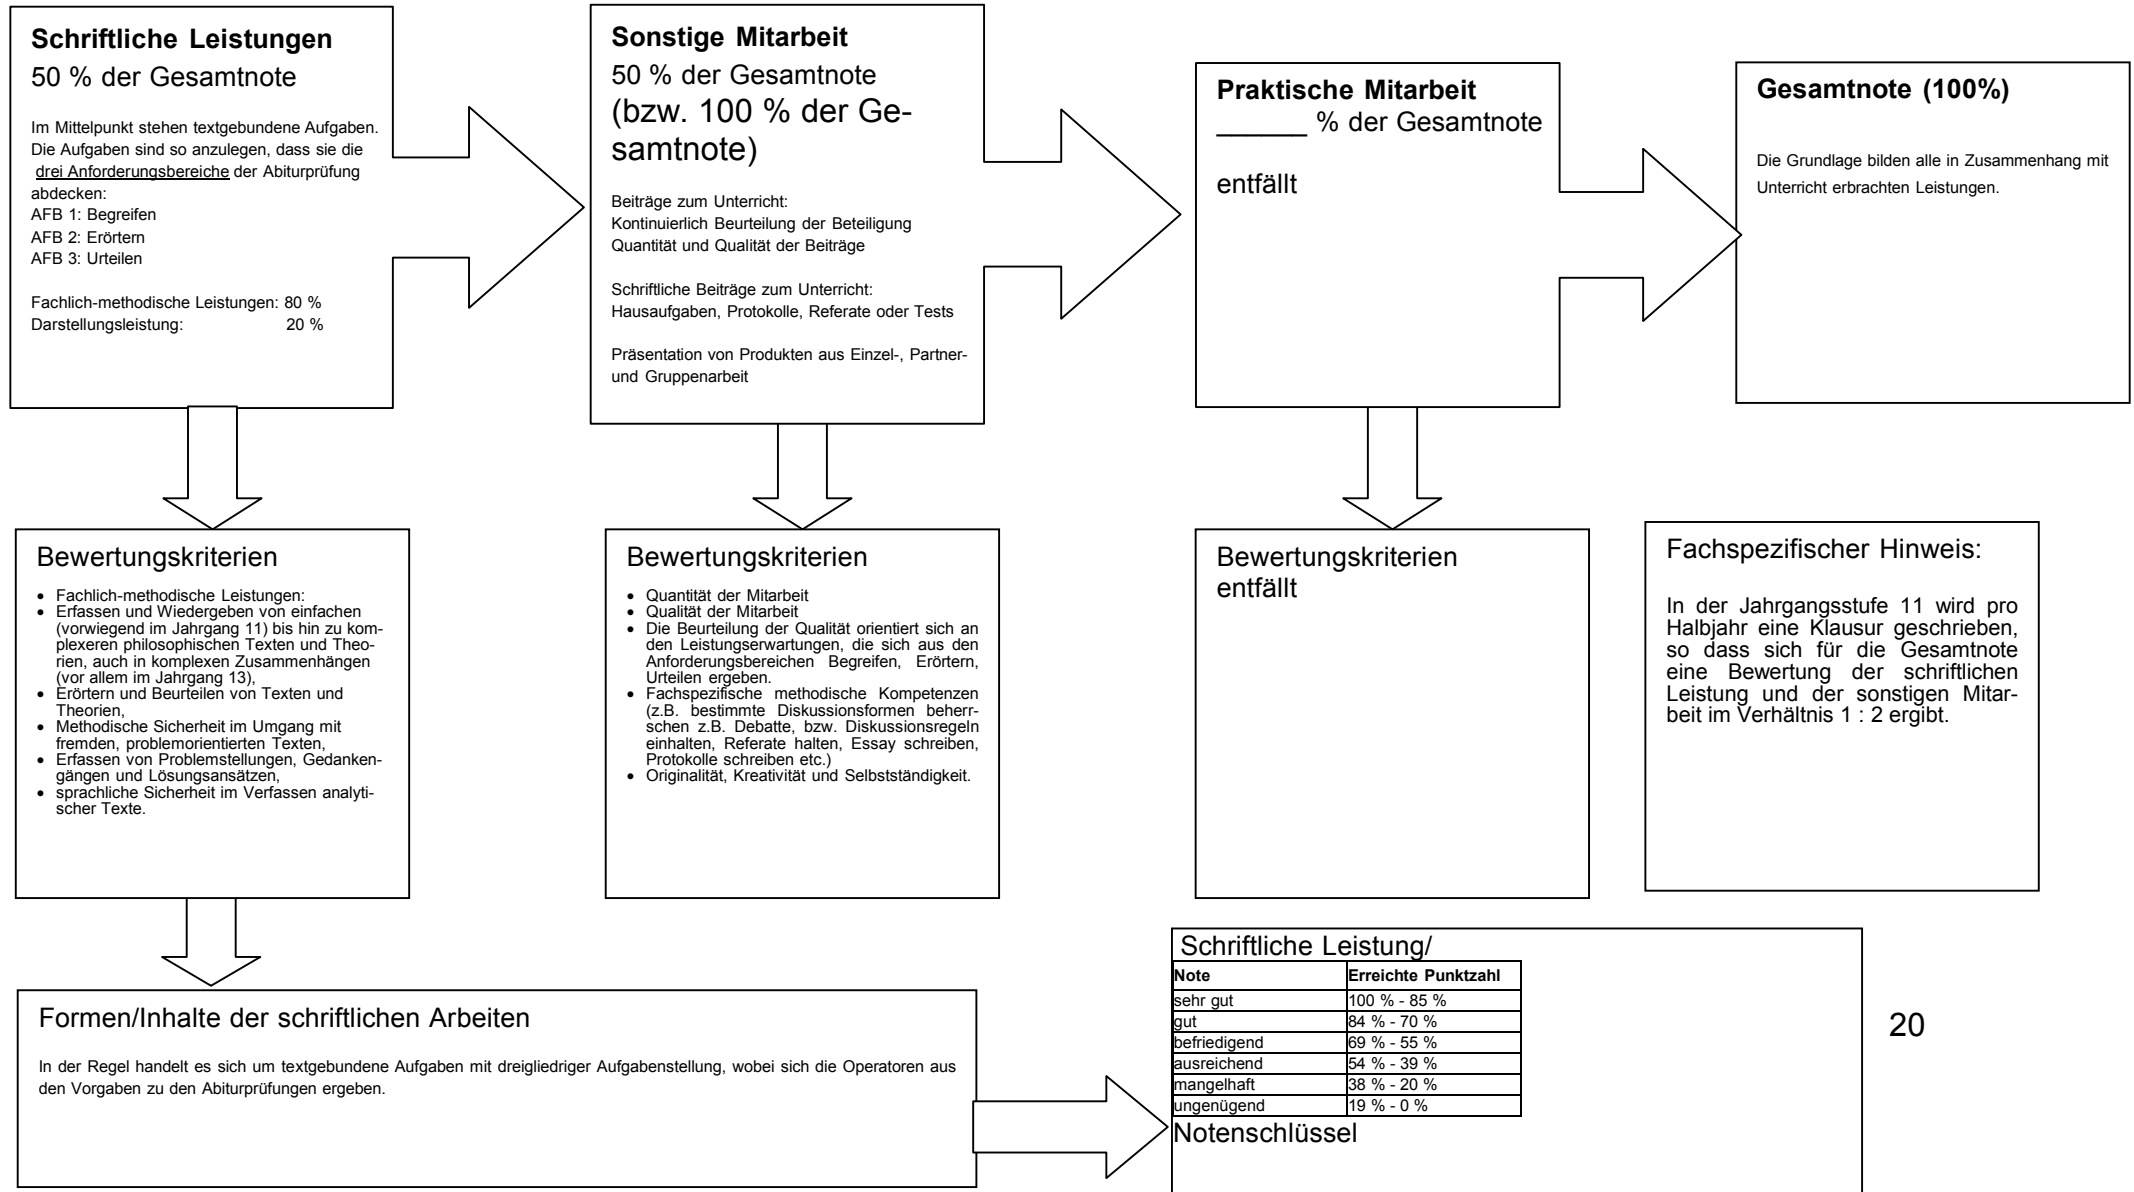 Schriftliche Leistungen
50 % der Gesamtnote
Im Mittelpunkt stehen textgebundene Aufgaben.
Die Aufgaben sind so anzulegen, dass sie die
drei Anforderungsbereiche der Abiturprüfung
abdecken:
AFB 1: Begreifen
AFB 2: Erörtern
AFB 3: Urteilen
Fachlich-methodische Leistungen: 80 %
Darstellungsleistung: 20 %
Sonstige Mitarbeit
50 % der Gesamtnote
(bzw. 100 % der Ge-
samtnote)
Beiträge zum Unterricht:
Kontinuierlich Beurteilung der Beteiligung
Quantität und Qualität der Beiträge
Schriftliche Beiträge zum Unterricht:
Hausaufgaben, Protokolle, Referate oder Tests
Präsentation von Produkten aus Einzel-, Partner-
und Gruppenarbeit
Praktische Mitarbeit
______ % der Gesamtnote
entfällt
Gesamtnote (100%)
Die Grundlage bilden alle in Zusammenhang mit
Unterricht erbrachten Leistungen.
Bewertungskriterien
• Fachlich-methodische Leistungen:
• Erfassen und Wiedergeben von einfachen
(vorwiegend im Jahrgang 11) bis hin zu kom-
plexeren philosophischen Texten und Theo-
rien, auch in komplexen Zusammenhängen
(vor allem im Jahrgang 13),
• Erörtern und Beurteilen von Texten und
Theorien,
• Methodische Sicherheit im Umgang mit
fremden, problemorientierten Texten,
• Erfassen von Problemstellungen, Gedanken-
gängen und Lösungsansätzen,
• sprachliche Sicherheit im Verfassen analyti-
scher Texte.
Bewertungskriterien
• Quantität der Mitarbeit
• Qualität der Mitarbeit
• Die Beurteilung der Qualität orientiert sich an
den Leistungserwartungen, die sich aus den
Anforderungsbereichen Begreifen, Erörtern,
Urteilen ergeben.
• Fachspezifische methodische Kompetenzen
(z.B. bestimmte Diskussionsformen beherr-
schen z.B. Debatte, bzw. Diskussionsregeln
einhalten, Referate halten, Essay schreiben,
Protokolle schreiben etc.)
• Originalität, Kreativität und Selbstständigkeit.
Bewertungskriterien
entfällt
Fachspezifischer Hinweis:
In der Jahrgangsstufe 11 wird pro
Halbjahr eine Klausur geschrieben,
so dass sich für die Gesamtnote
eine Bewertung der schriftlichen
Leistung und der sonstigen Mitar-
beit im Verhältnis 1 : 2 ergibt.
Formen/Inhalte der schriftlichen Arbeiten
In der Regel handelt es sich um textgebundene Aufgaben mit dreigliedriger Aufgabenstellung, wobei sich die Operatoren aus
den Vorgaben zu den Abiturprüfungen ergeben.
Schriftliche Leistung/
Note Erreichte Punktzahl
sehr gut 100 % - 85 %
gut 84 % - 70 %
befriedigend 69 % - 55 %
ausreichend 54 % - 39 %
mangelhaft 38 % - 20 %
ungenügend 19 % - 0 %
Notenschlüssel
20